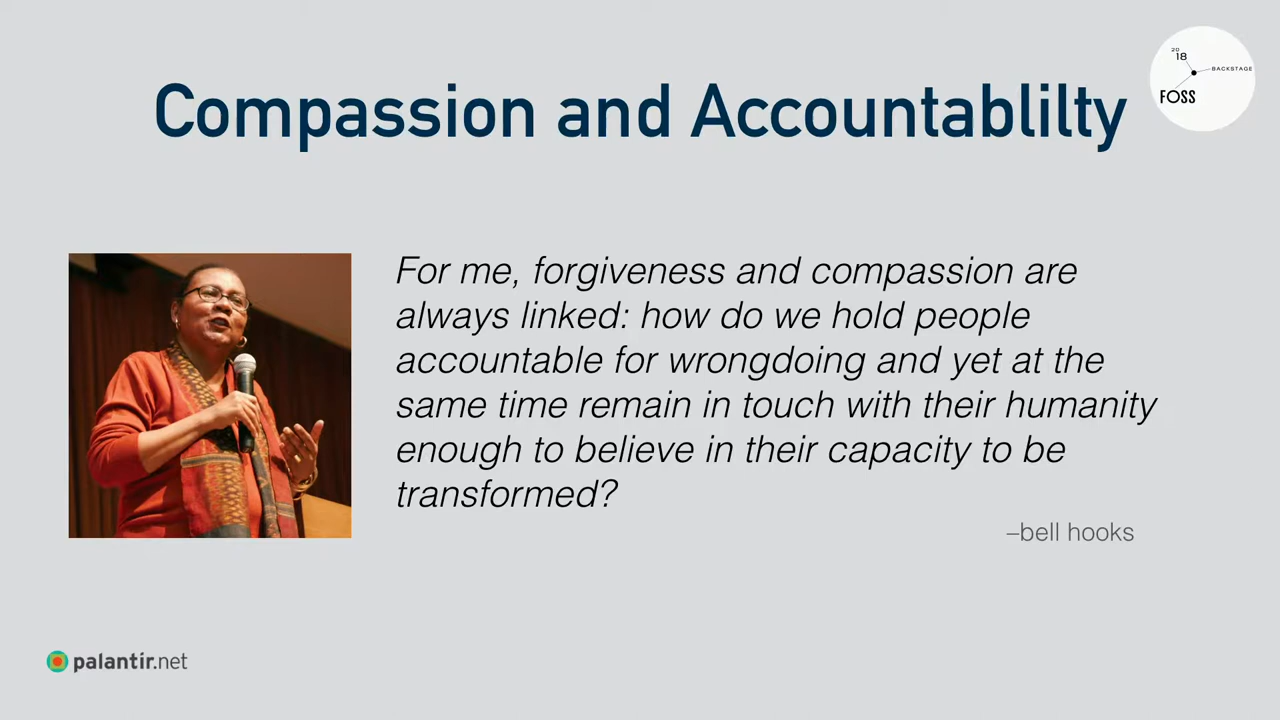 Compassion and Accountablilty
20
18
BACKSTAGE
FOSS
For me, forgiveness and compassion are
always linked: how do we hold people
accountable for wrongdoing and yet at the
same time remain in touch with their humanity
enough to believe in their capacity to be
transformed?
–bell hooks
palantir.net